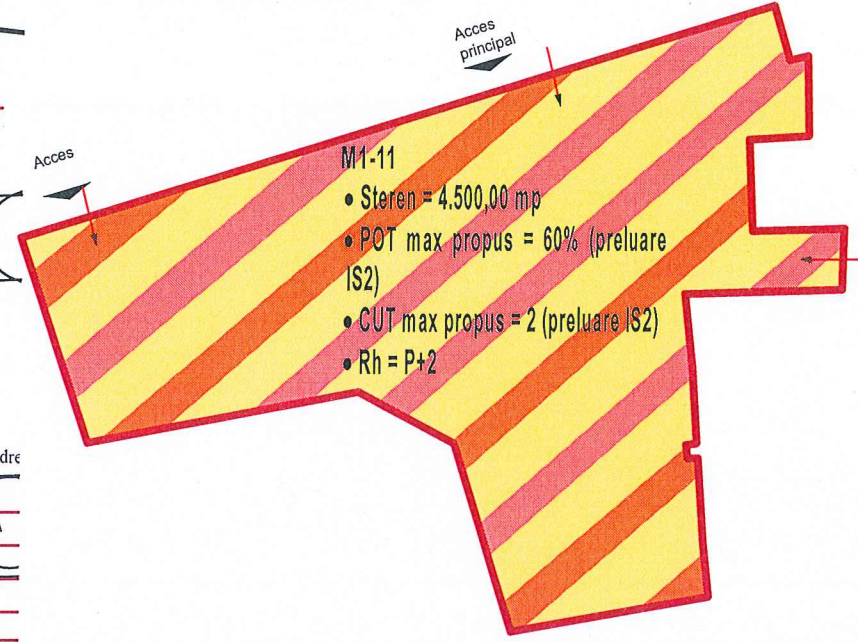 Acces
principal
Acces
M1-11
• Steren = 4.500,00 mp
• POT max propus = 60% (preluare
IS2)
• CUT max propus = 2 (preluare IS2)
• Rh = P+2
dre